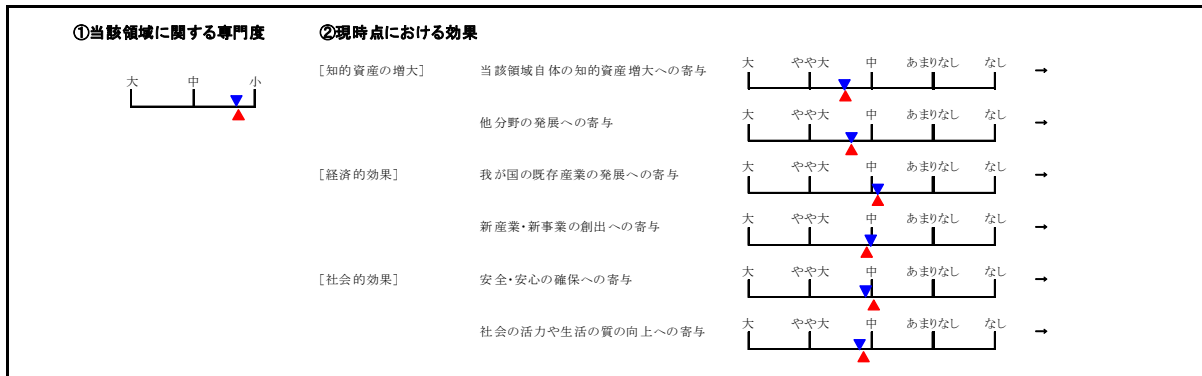 ①当該領域に関する専門度 ②現時点における効果
大 中 小
[知的資産の増大] 当該領域自体の知的資産増大への寄与 大 やや大 中 あまりなし なし →
他分野の発展への寄与 大 やや大 中 あまりなし なし →
[経済的効果] 我が国の既存産業の発展への寄与 大 やや大 中 あまりなし なし →
新産業・新事業の創出への寄与 大 やや大 中 あまりなし なし →
[社会的効果] 安全・安心の確保への寄与 大 やや大 中 あまりなし なし →
社会の活力や生活の質の向上への寄与 大 やや大 中 あまりなし なし →